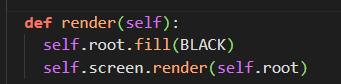 def render(self):
  self.root.fill(BLACK)
  self.screen.render(self.root)